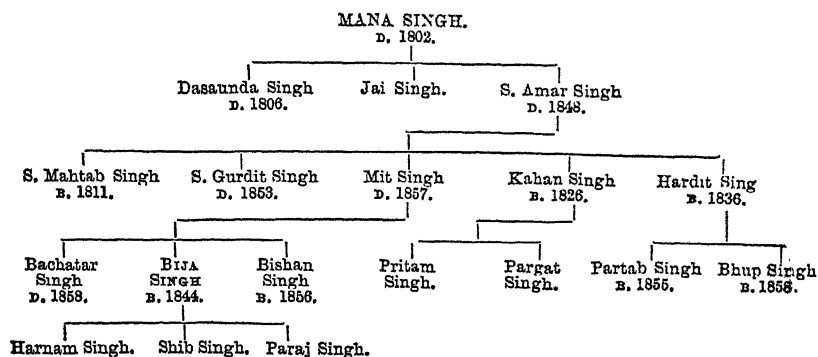 MANA SINGH.
D. 1802.
Dasaunda Singh Jai Singh. S. Amar Singh
D. 1806. D. 1848.
S. Mahtab Singh S. Gurdit Singh Mit Singh Kahan Singh Hardit Sing
B. 1811. D. 1853. D. 1857. B. 1826. B. 1836.
Bachatar BIJA Bishan Pritam Pargat Partab Singh Bhup Singh
Singh SINGH Singh Singh. Singh. B. 1855. B. 1858.
D. 1858. B. 1844. B. 1856.
Harnam Singh. Shib Singh. Paraj Singh.